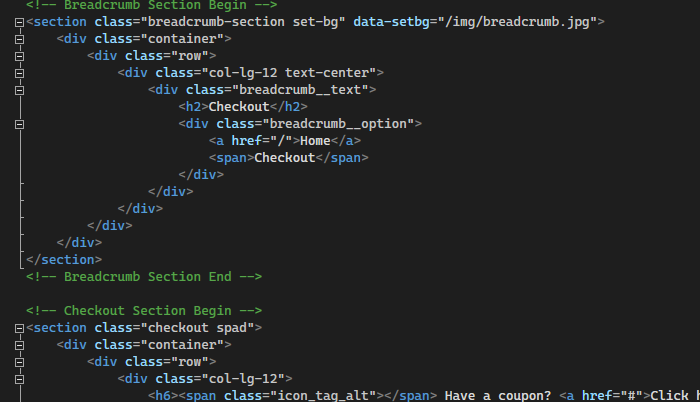 <!-- Breadcrumb Section Begin -->
<section class="breadcrumb-section set-bg" data-setbg="/img/breadcrumb.jpg">
<div class="container">
<div class="row">
<div class="col-lg-12 text-center">
<div class="breadcrumb__text">
<h2>Checkout</h2>
<div class="breadcrumb__option">
<a href="/">Home</a>
<span>Checkout</span>
</div>
</div>
</div>
</div>
</div>
</section>
<!-- Breadcrumb Section End -->
<!-- Checkout Section Begin -->
<section class="checkout spad">
<div class="container">
<div class="row">
<div class="col-lg-12">
<h6><span class="icon_tag_alt"></span> Have a coupon? <a href="#">Click